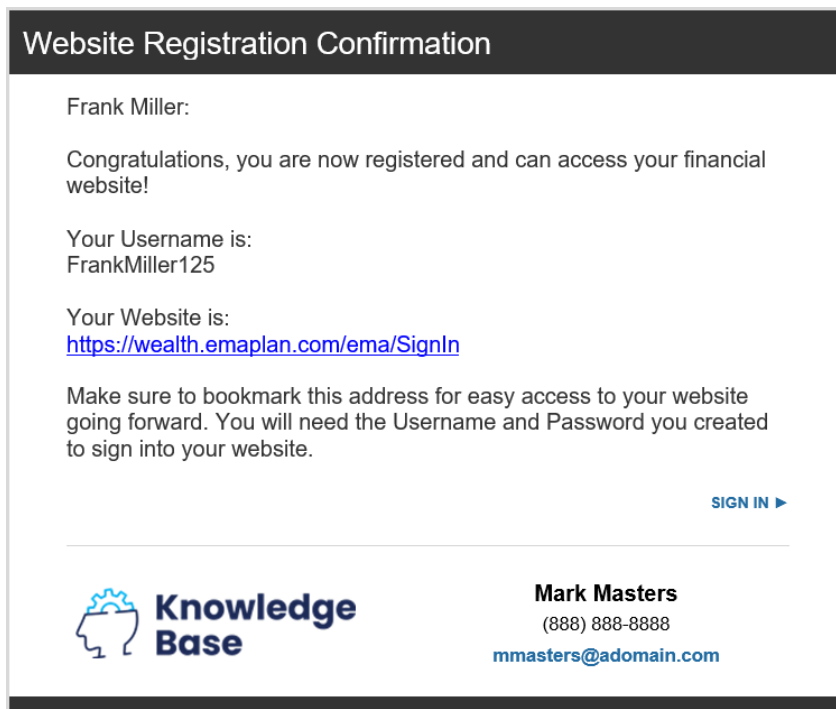 Website Registration Confirmation
Frank Miller:
Congratulations, you are now registered and can access your financial
website!
Your Username is:
FrankMiller125
Your Website is:
https://wealth.emaplan.com/ema/SignIn
Make sure to bookmark this address for easy access to your website
going forward. You will need the Username and Password you created
to sign into your website.
SIGN IN ►
Knowledge
Base
Mark Masters
(888) 888-8888
mmasters@adomain.com